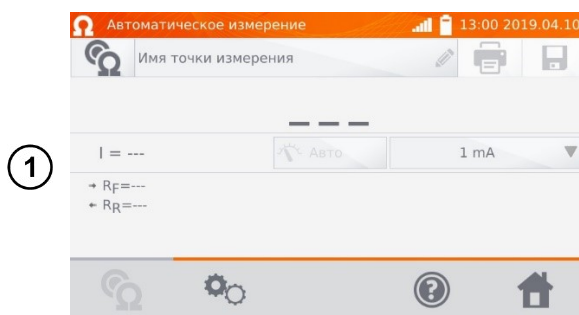 Автоматическое измерение 13:00 2019.04.10
Имя точки измерения
---
1
I = --- Авто 1 mA
RF=---
RR=---